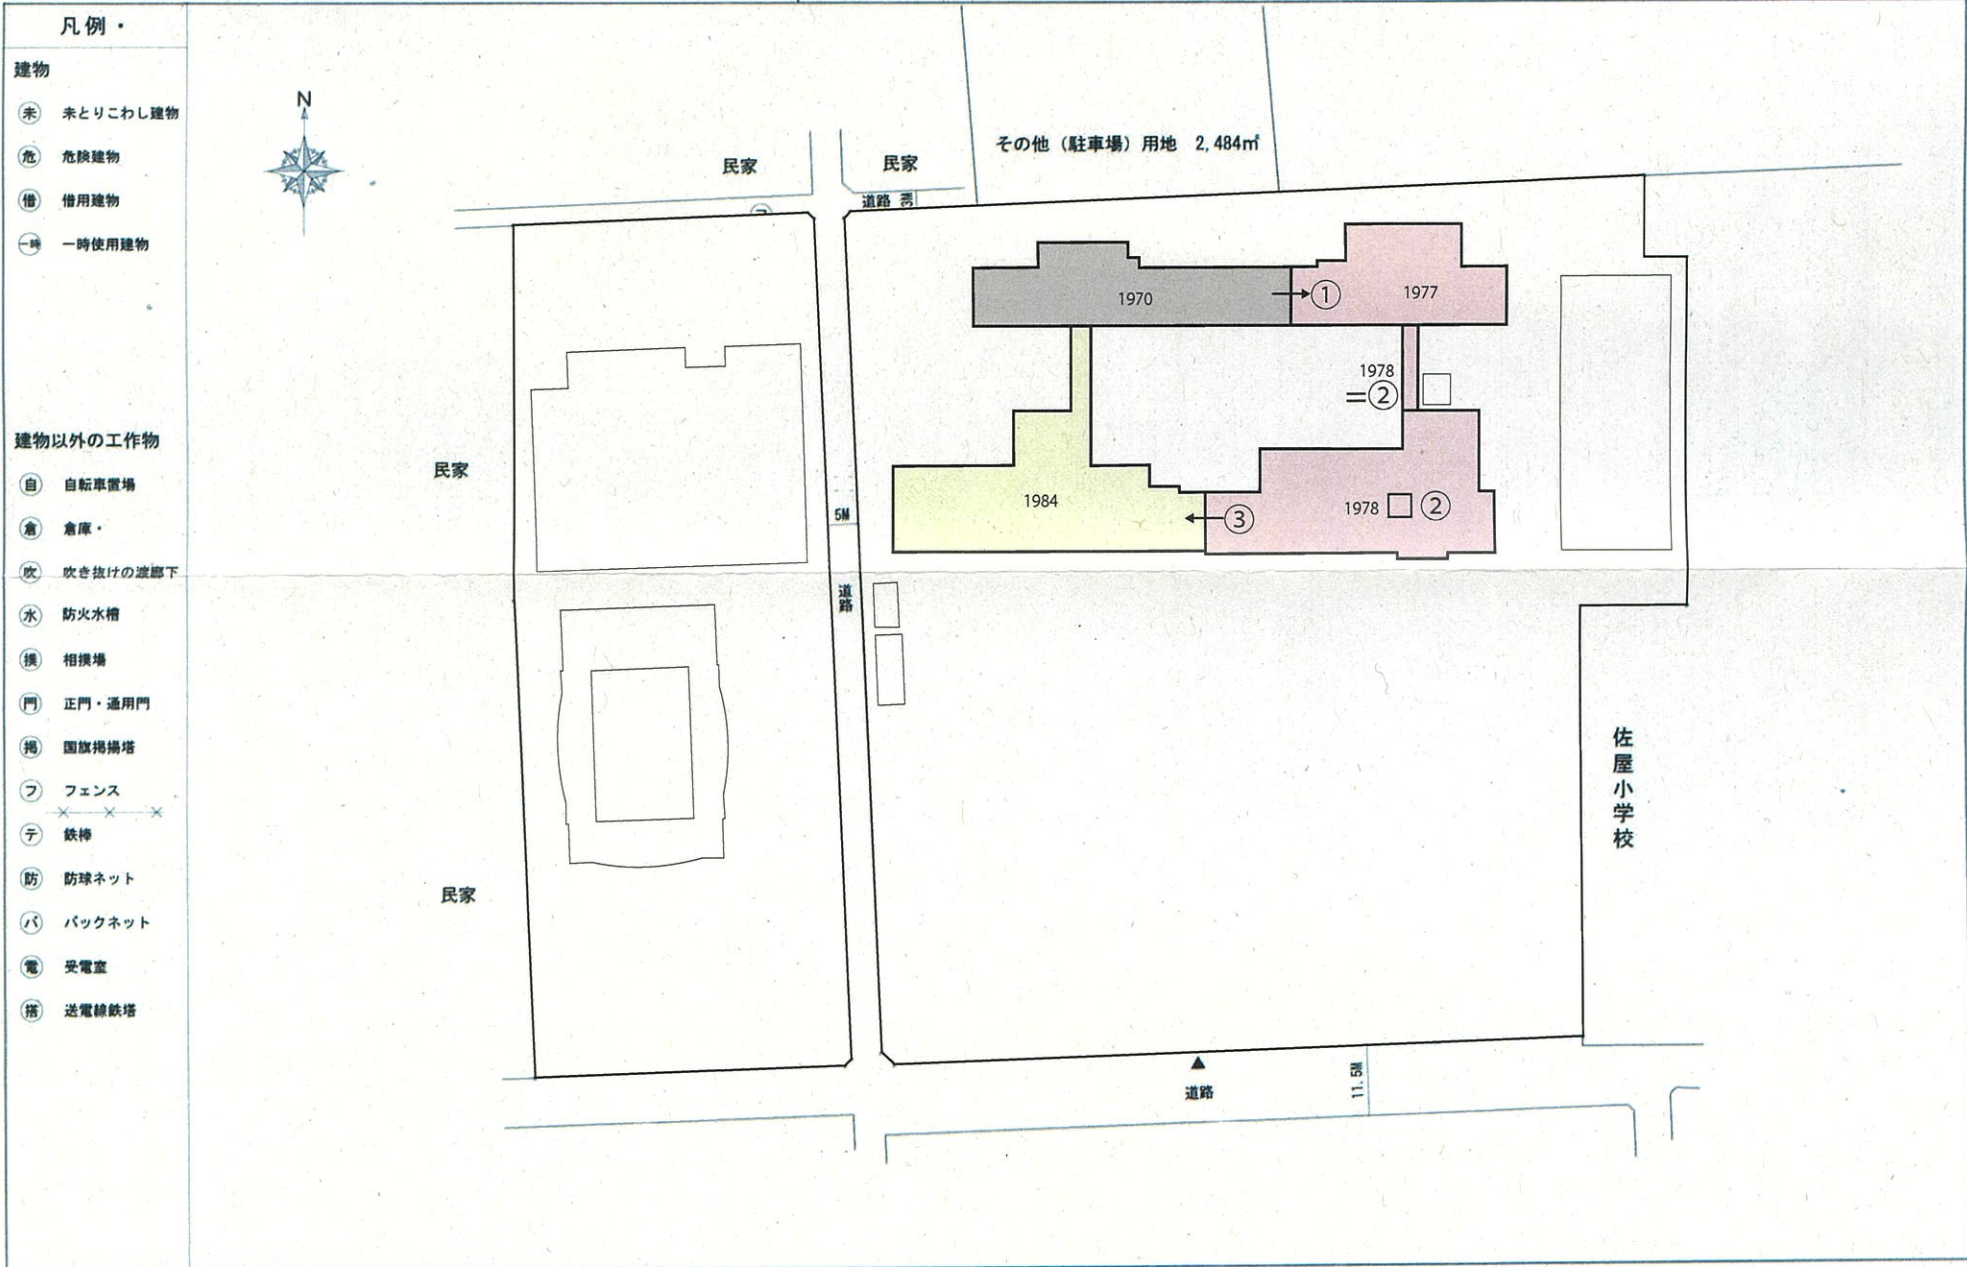 凡例・
建物
未 未とりこわし建物
危 危険建物
借 借用建物
一時 一時使用建物
建物以外の工作物
自 自転車置場
倉 倉庫・
吹 吹き抜けの渡廊下
水 防火水槽
撲 相撲場
門 正門・通用門
掲 国旗掲揚塔
フ フェンス
テ 鉄棒
防 防球ネット
バ バックネット
電 受電室
搭 送電線鉄塔
N
民家
民家
その他(駐車場)用地 2,484㎡
道路
1970
→①
1977
1978
=②
民家
1984
←③
1978
②
5M
道路
佐屋小学校
民家
道路
11.5M